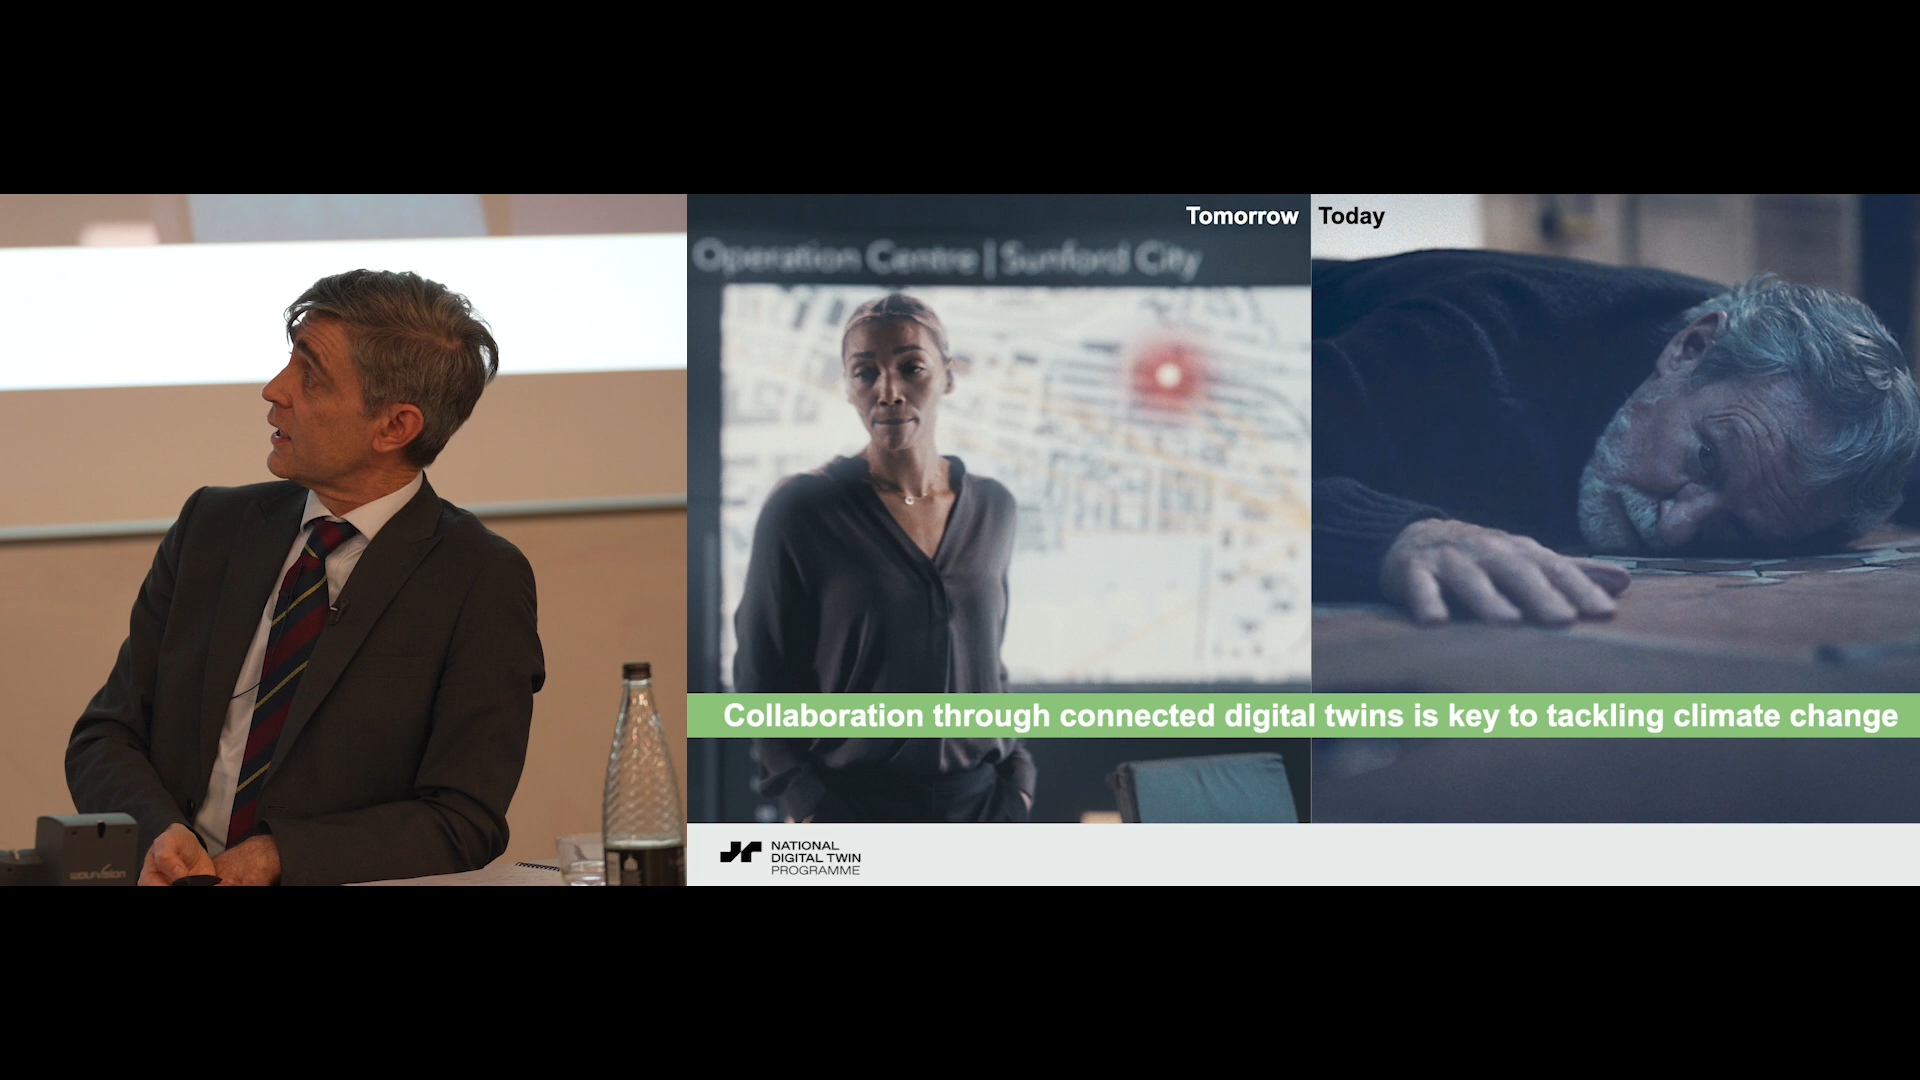 Tomorrow
Today
Operation Centre | Sunford City
Collaboration through connected digital twins is key to tackling climate change
NATIONAL
DIGITAL TWIN
PROGRAMME
WOLFVISION